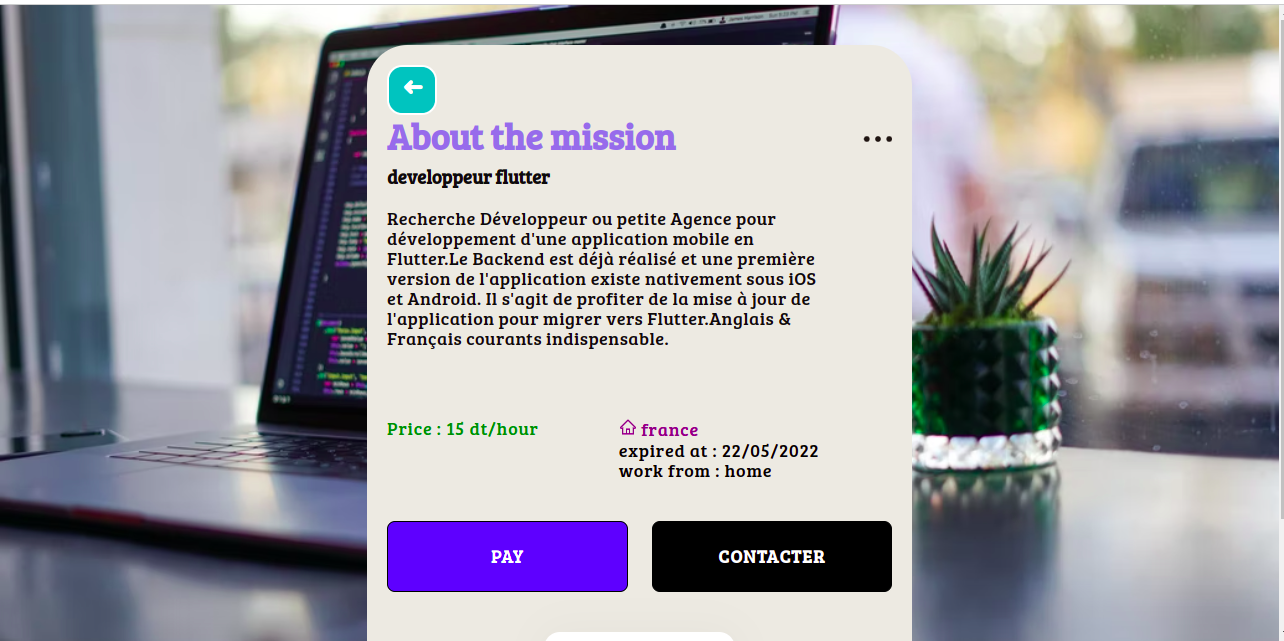 About the mission
developpeur flutter
Recherche Développeur ou petite Agence pour
développement d'une application mobile en
Flutter.Le Backend est déjà réalisé et une première
version de l'application existe nativement sous iOS
et Android. Il s'agit de profiter de la mise à jour de
l'application pour migrer vers Flutter.Anglais &
Français courants indispensable.
Price : 15 dt/hour
france
expired at : 22/05/2022
work from : home
PAY
CONTACTER